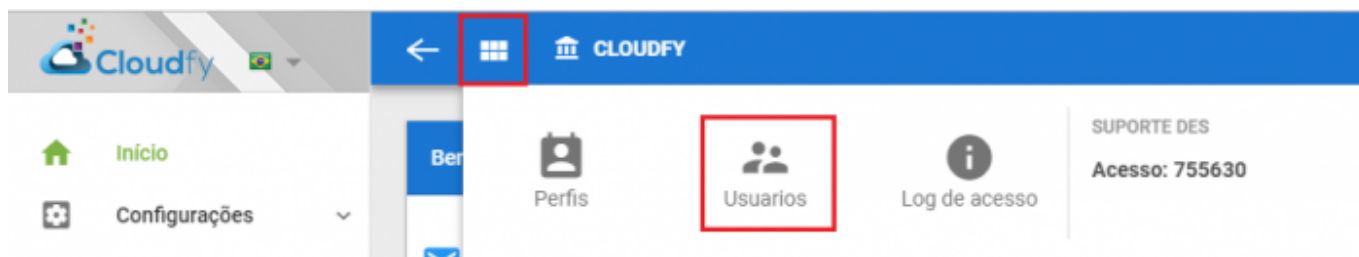 Cloudfy
CLOUDFY
Início
Configurações
Ber
Perfis
Usuarios
Log de acesso
SUPORTE DES
Acesso: 755630